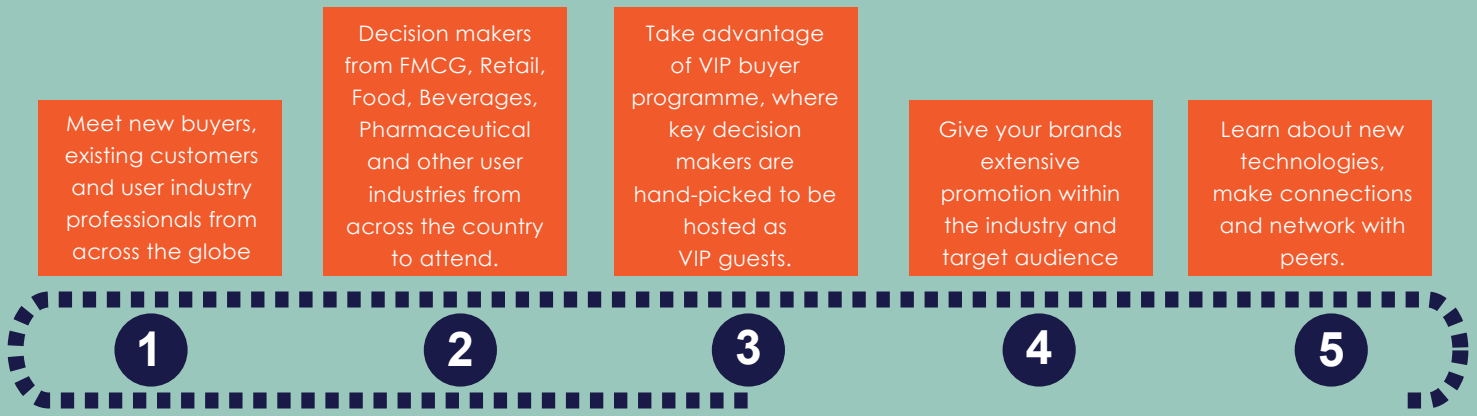 Meet new buyers,
existing customers
and user industry
professionals from
across the globe
Decision makers
from FMCG, Retail,
Food, Beverages,
Pharmaceutical
and other user
industries from
across the country
to attend.
Take advantage
of VIP buyer
programme, where
key decision
makers are
hand-picked to be
hosted as
VIP guests.
Give your brands
extensive
promotion within
the industry and
target audience
Learn about new
technologies,
make connections
and network with
peers.
1
2
3
4
5